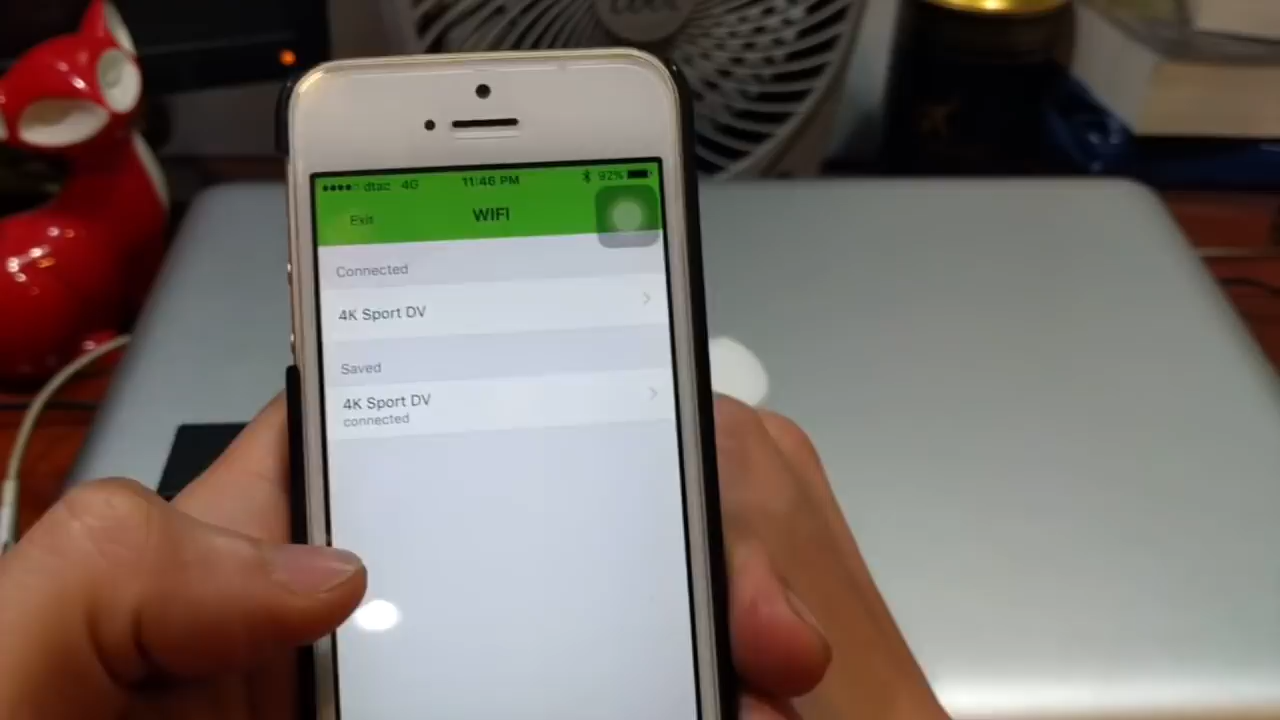 dtac 4G 11:46 PM 92%
Exit WIFI
Connected
4K Sport DV
Saved
4K Sport DV
connected